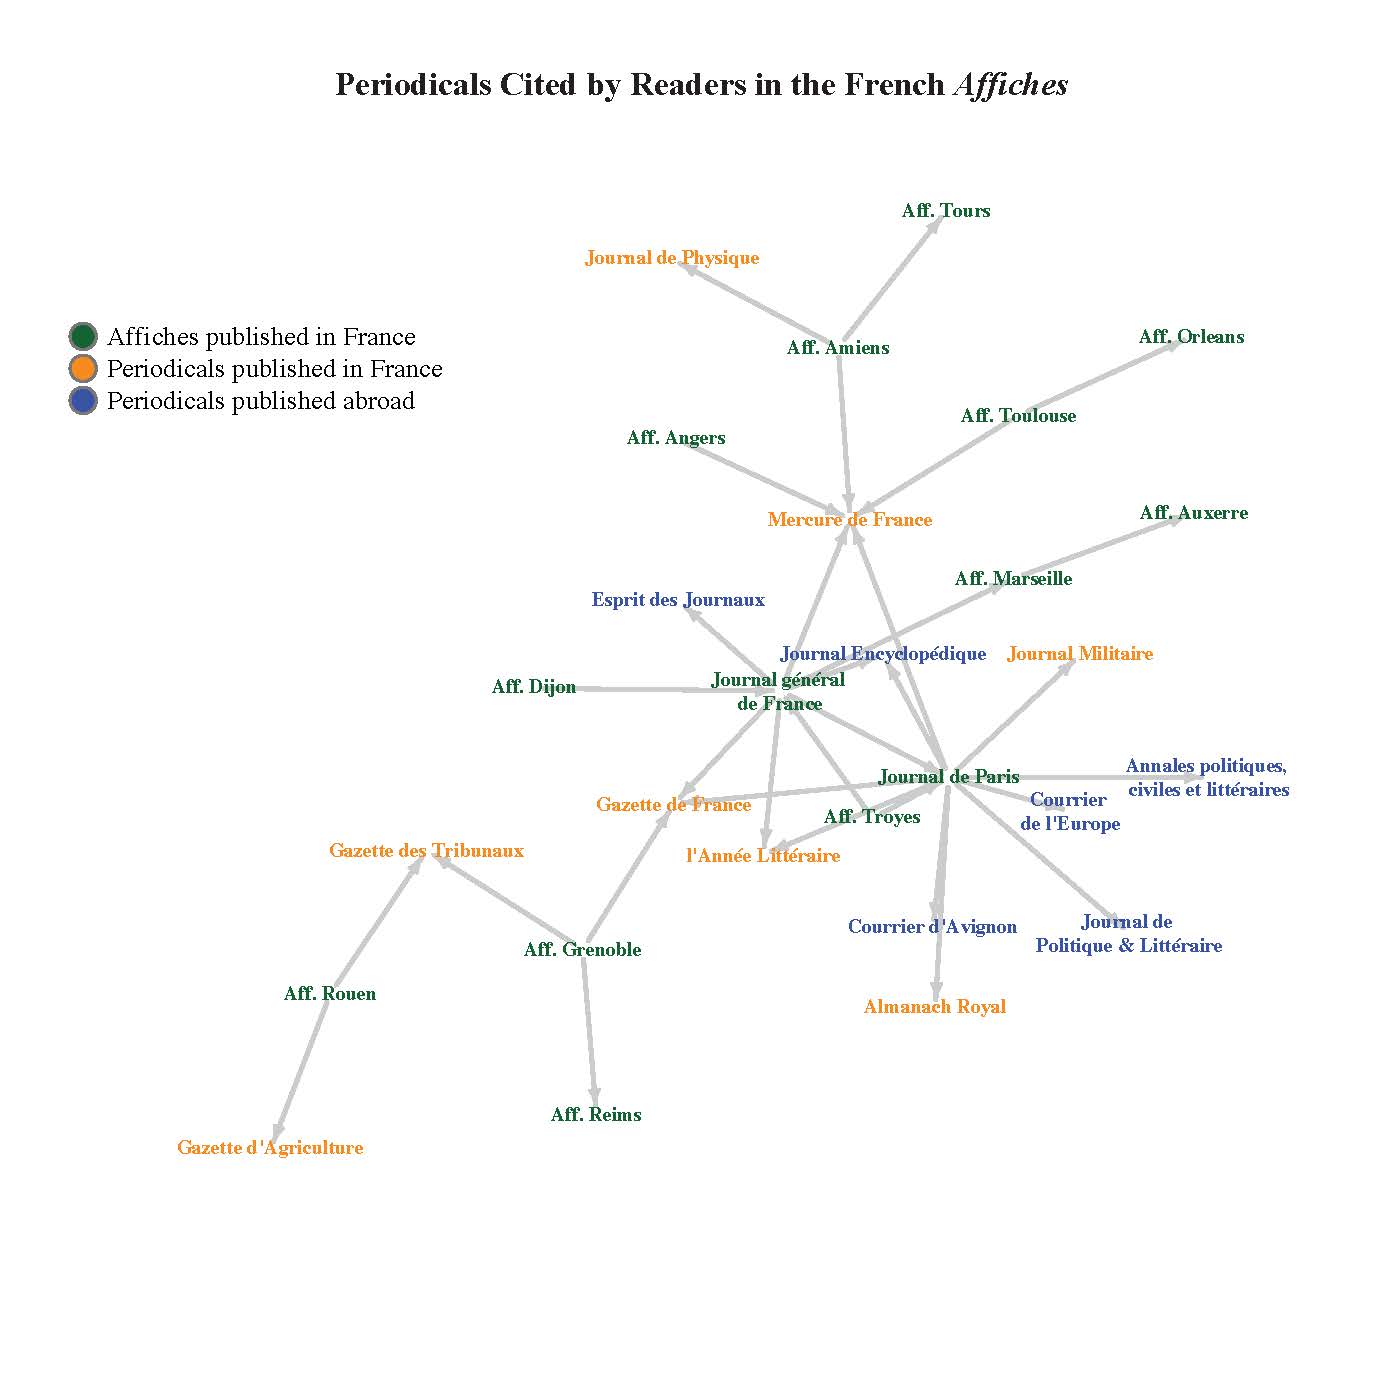 Periodicals Cited by Readers in the French Affiches
Aff. Tours
Journal de Physique
Affiches published in France
Periodicals published in France
Periodicals published abroad
Aff. Orleans
Aff. Amiens
Aff. Toulouse
Aff. Angers
Mercure de France
Aff. Auxerre
Aff. Marseille
Esprit des Journaux
Journal Encyclopédique
Journal Militaire
Journal général
de France
Aff. Dijon
Journal de Paris
Annales politiques,
civiles et littéraires
Courrier
de l'Europe
Gazette de France
Aff. Troyes
Gazette des Tribunaux
l'Année Littéraire
Courrier d'Avignon
Journal de
Politique & Littéraire
Aff. Grenoble
Aff. Rouen
Almanach Royal
Aff. Reims
Gazette d'Agriculture